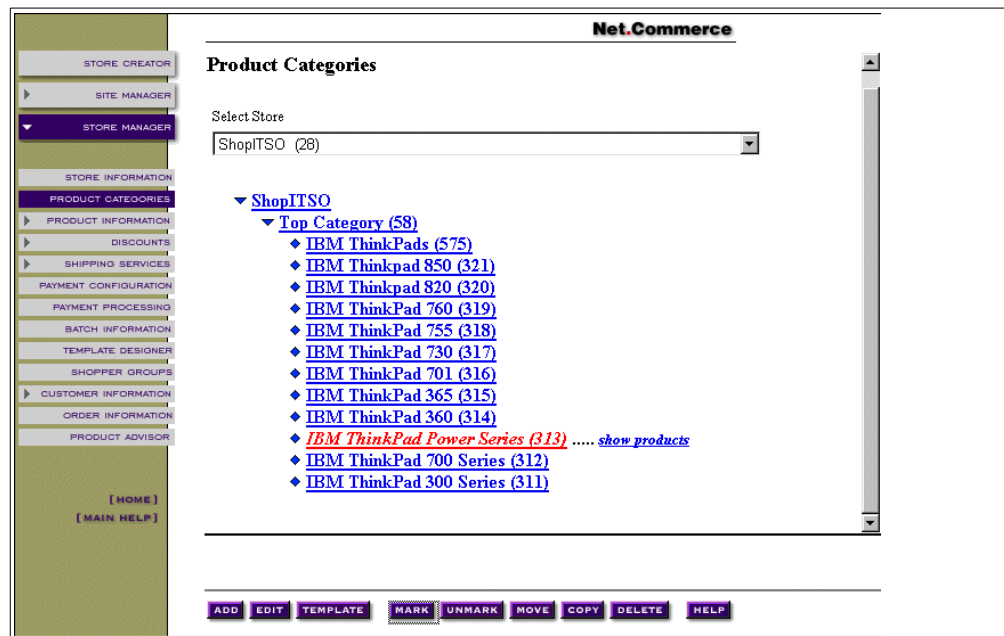 Net.Commerce
STORE CREATOR
SITE MANAGER
STORE MANAGER
STORE INFORMATION
PRODUCT CATEGORIES
PRODUCT INFORMATION
DISCOUNTS
SHIPPING SERVICES
PAYMENT CONFIGURATION
PAYMENT PROCESSING
BATCH INFORMATION
TEMPLATE DESIGNER
SHOPPER GROUPS
CUSTOMER INFORMATION
ORDER INFORMATION
PRODUCT ADVISOR
[HOME]
[MAIN HELP]
Product Categories
Select Store
ShopITSO (28)
ShopITSO
Top Category (58)
IBM ThinkPads (575)
IBM Thinkpad 850 (321)
IBM Thinkpad 820 (320)
IBM ThinkPad 760 (319)
IBM ThinkPad 755 (318)
IBM ThinkPad 730 (317)
IBM ThinkPad 701 (316)
IBM ThinkPad 365 (315)
IBM ThinkPad 360 (314)
IBM ThinkPad Power Series (313) ..... show products
IBM ThinkPad 700 Series (312)
IBM ThinkPad 300 Series (311)
ADD EDIT TEMPLATE MARK UNMARK MOVE COPY DELETE HELP